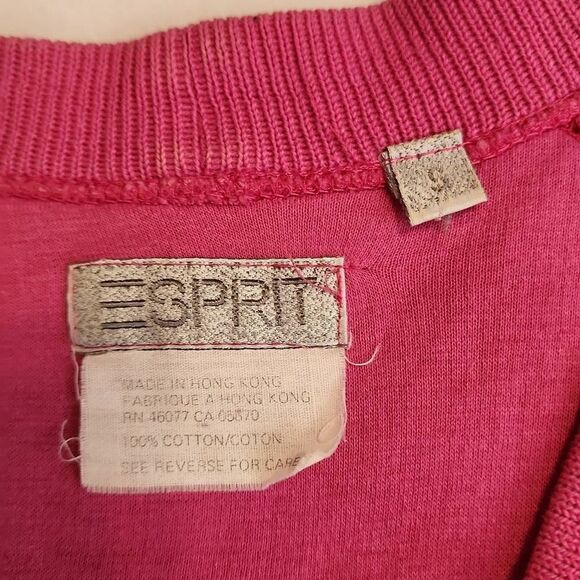 S
ESPRIT
MADE IN HONG KONG
FABRIQUE A HONG KONG
RN 46077 CA 05570
100% COTTON/COTON
SEE REVERSE FOR CARE